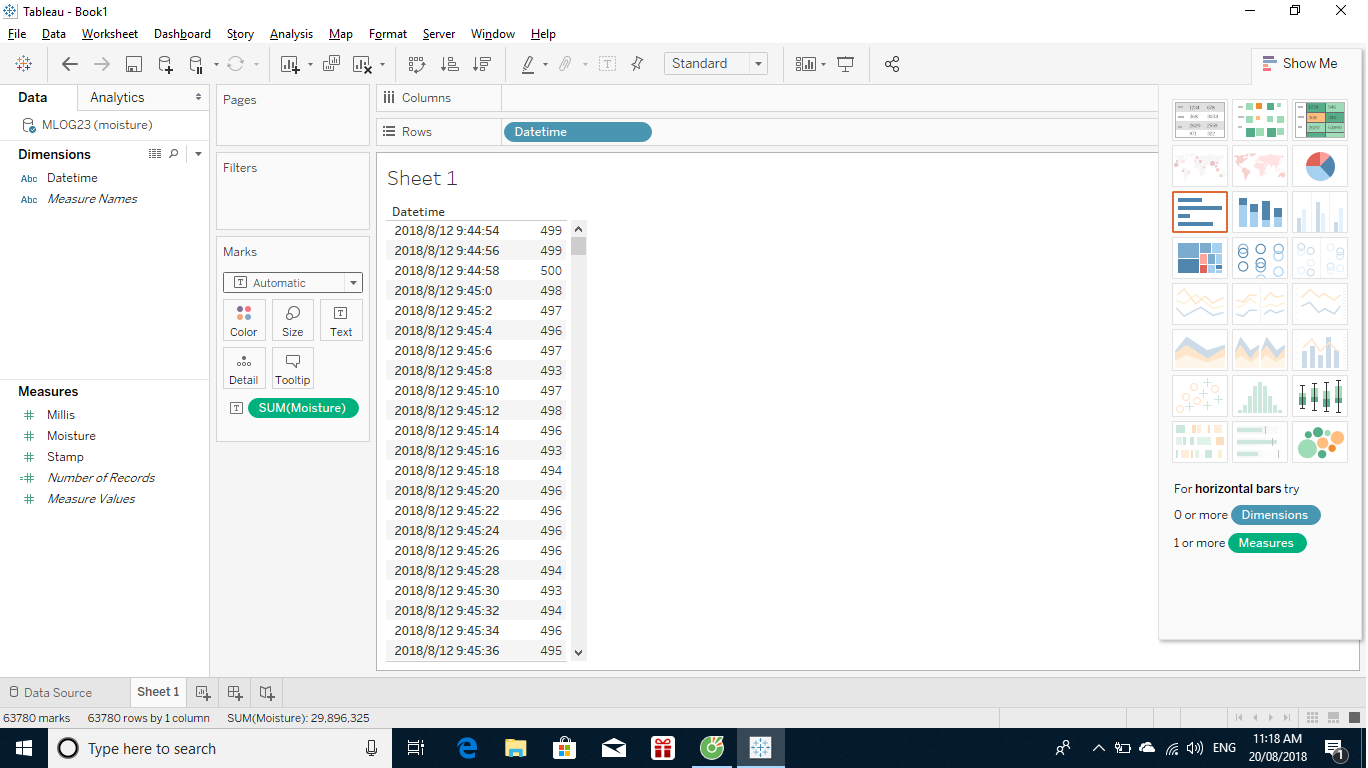 Tableau - Book1
File Data Worksheet Dashboard Story Analysis Map Format Server Window Help
Standard
Show Me
Data Analytics
MLOG23 (moisture)
Dimensions
Abc Datetime
Abc Measure Names
Measures
Millis
Moisture
Stamp
Number of Records
Measure Values
Pages
Filters
Marks
Automatic
Color Size Text
Detail Tooltip
SUM(Moisture)
Columns
Rows Datetime
Sheet 1
Datetime
2018/8/12 9:44:54 499
2018/8/12 9:44:56 499
2018/8/12 9:44:58 500
2018/8/12 9:45:0 498
2018/8/12 9:45:2 497
2018/8/12 9:45:4 496
2018/8/12 9:45:6 497
2018/8/12 9:45:8 493
2018/8/12 9:45:10 497
2018/8/12 9:45:12 498
2018/8/12 9:45:14 496
2018/8/12 9:45:16 493
2018/8/12 9:45:18 494
2018/8/12 9:45:20 496
2018/8/12 9:45:22 496
2018/8/12 9:45:24 496
2018/8/12 9:45:26 496
2018/8/12 9:45:28 494
2018/8/12 9:45:30 493
2018/8/12 9:45:32 494
2018/8/12 9:45:34 496
2018/8/12 9:45:36 495
For horizontal bars try
0 or more Dimensions
1 or more Measures
Data Source Sheet 1
63780 marks 63780 rows by 1 column SUM(Moisture): 29,896,325
Type here to search
ENG
11:18 AM
20/08/2018
1